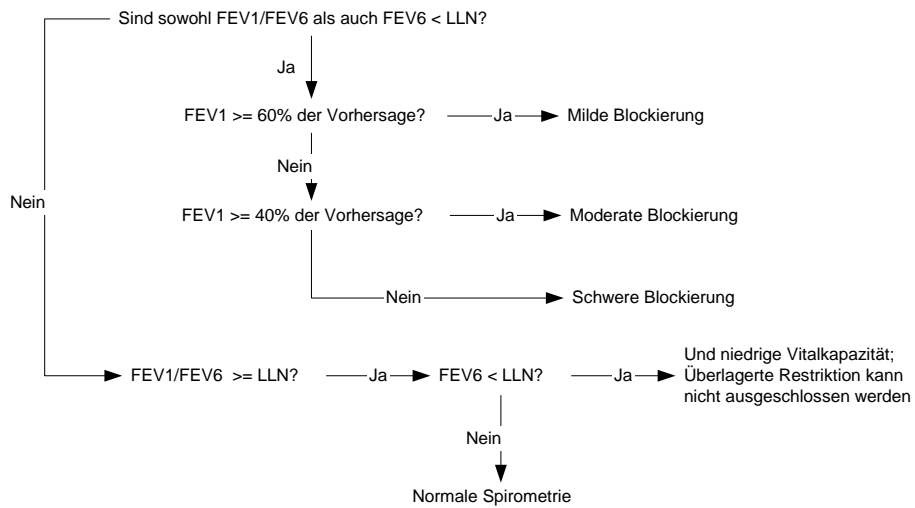 Sind sowohl FEV1/FEV6 als auch FEV6 < LLN?
Ja
FEV1 >= 60% der Vorhersage?
Ja
Milde Blockierung
Nein
Nein
FEV1 >= 40% der Vorhersage?
Ja
Moderate Blockierung
Nein
Schwere Blockierung
FEV1/FEV6 >= LLN?
Ja
FEV6 < LLN?
Ja
Und niedrige Vitalkapazität;
Überlagerte Restriktion kann
nicht ausgeschlossen werden
Nein
Normale Spirometrie